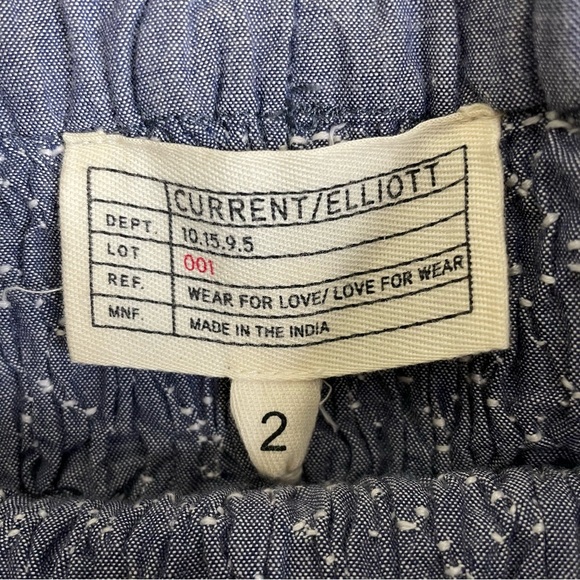 CURRENT/ELLIOTT
DEPT. 10.15.9.5
LOT 001
REF. WEAR FOR LOVE/ LOVE FOR WEAR
MNF. MADE IN THE INDIA
2